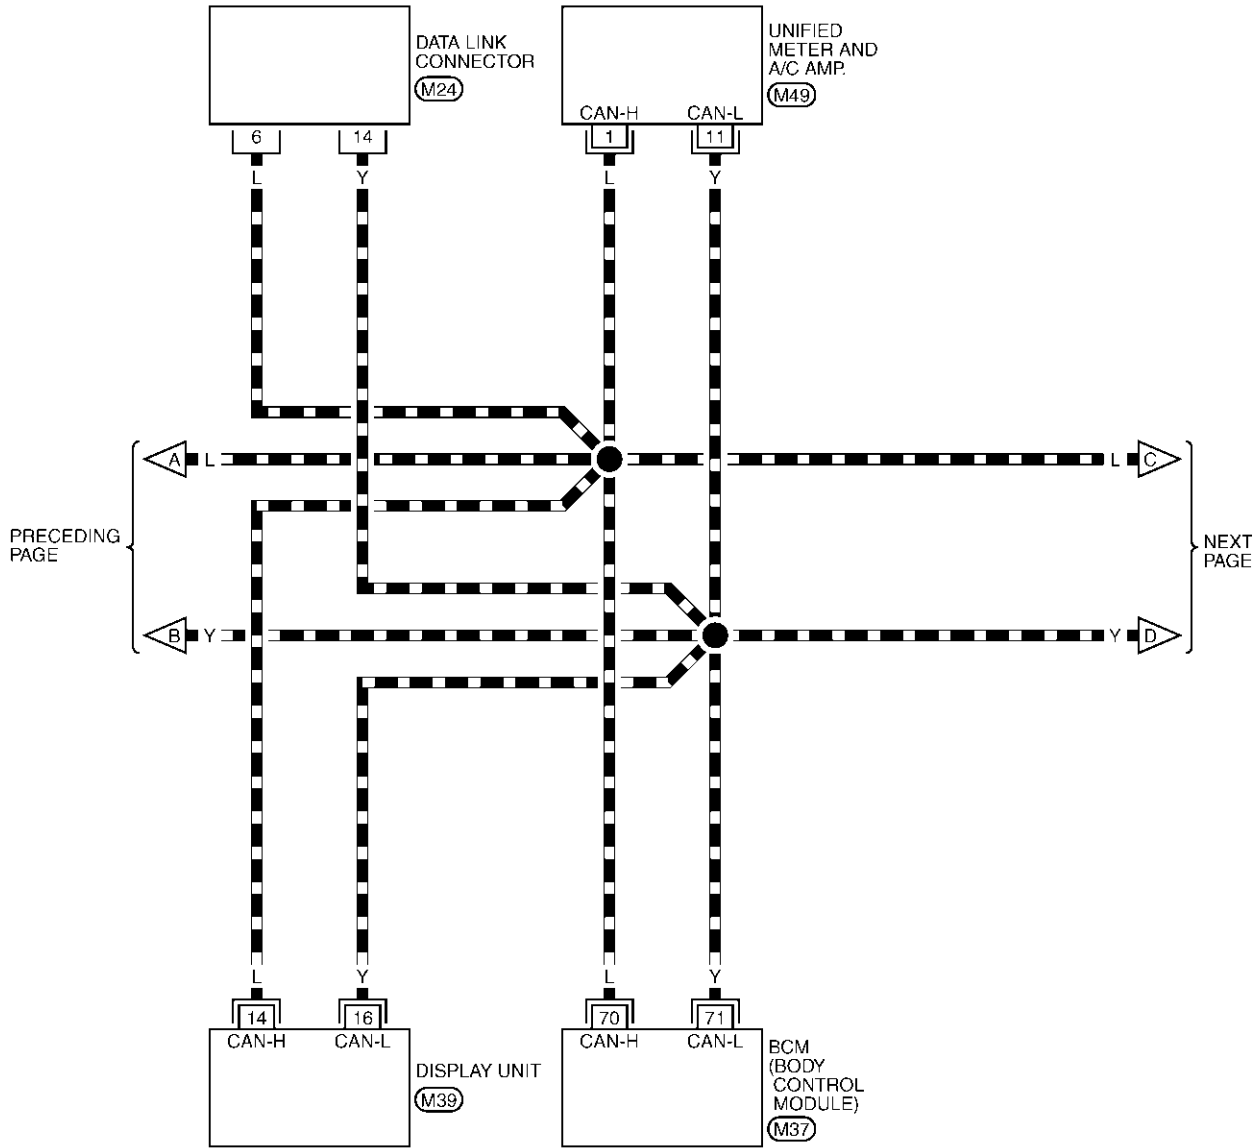 DATA LINK
CONNECTOR
M24
UNIFIED
METER AND
A/C AMP.
M49
CAN-H CAN-L
6 14 1 11
L Y L Y
A L L C
PRECEDING
PAGE
NEXT
PAGE
B Y Y D
L Y L Y
14 16 70 71
CAN-H CAN-L CAN-H CAN-L
DISPLAY UNIT
M39
BCM
(BODY
CONTROL
MODULE)
M37